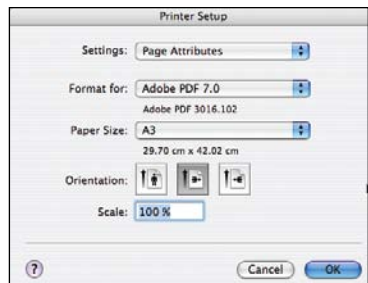 Printer Setup
Settings: Page Attributes
Format for: Adobe PDF 7.0
Adobe PDF 3016.102
Paper Size: A3
29.70 cm x 42.02 cm
Orientation:
Scale: 100 %
? Cancel OK